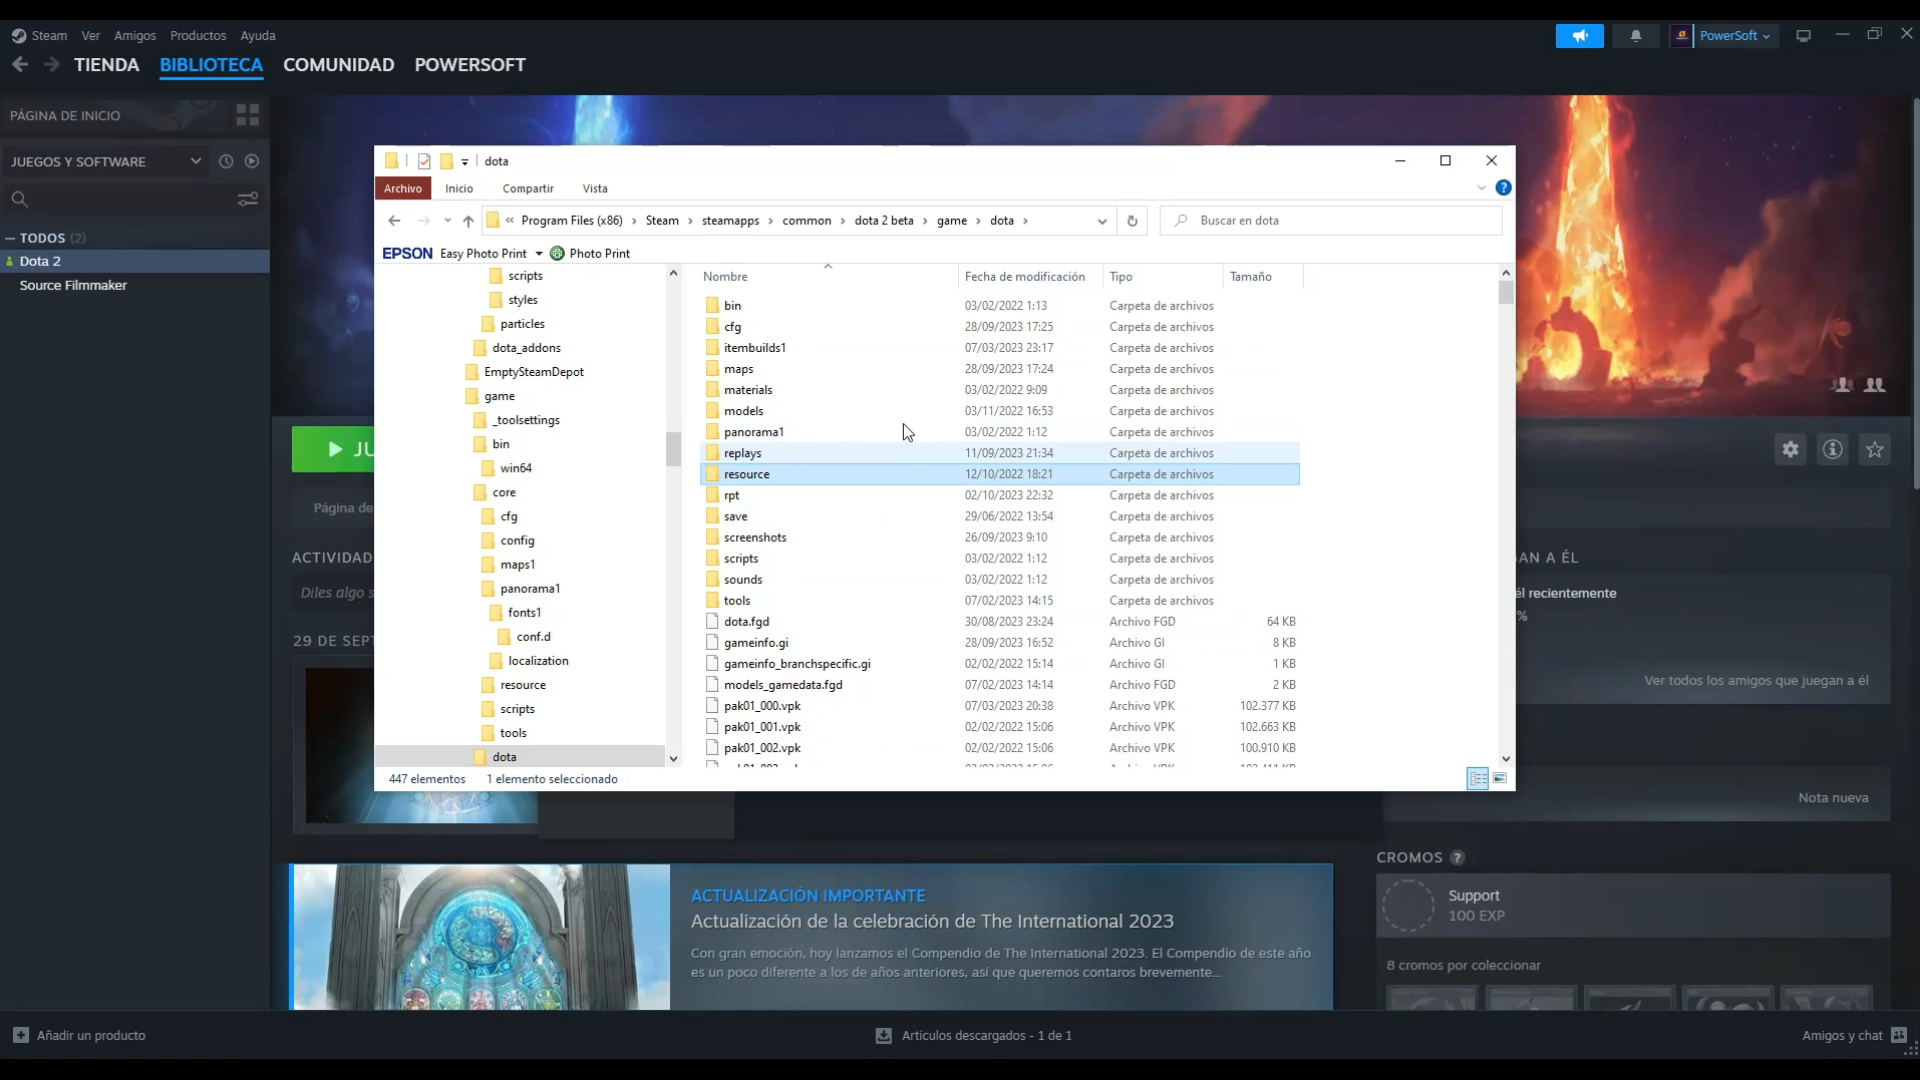 Steam Ver Amigos Productos Ayuda
PowerSoft
TIENDA BIBLIOTECA COMUNIDAD POWERSOFT
PÁGINA DE INICIO
JUEGOS Y SOFTWARE
— TODOS (2)
Dota 2
Source Filmmaker
dota
Archivo Inicio Compartir Vista
?
« Program Files (x86) › Steam › steamapps › common › dota 2 beta › game › dota ›
Buscar en dota
EPSON Easy Photo Print Photo Print
scripts
styles
particles
dota_addons
EmptySteamDepot
game
_toolsettings
bin
win64
core
cfg
config
maps1
panorama1
fonts1
conf.d
localization
resource
scripts
tools
dota
Nombre Fecha de modificación Tipo Tamaño
bin 03/02/2022 1:13 Carpeta de archivos
cfg 28/09/2023 17:25 Carpeta de archivos
itembuilds1 07/03/2023 23:17 Carpeta de archivos
maps 28/09/2023 17:24 Carpeta de archivos
materials 03/02/2022 9:09 Carpeta de archivos
models 03/11/2022 16:53 Carpeta de archivos
panorama1 03/02/2022 1:12 Carpeta de archivos
replays 11/09/2023 21:34 Carpeta de archivos
resource 12/10/2022 18:21 Carpeta de archivos
rpt 02/10/2023 22:32 Carpeta de archivos
save 29/06/2022 13:54 Carpeta de archivos
screenshots 26/09/2023 9:10 Carpeta de archivos
scripts 03/02/2022 1:12 Carpeta de archivos
sounds 03/02/2022 1:12 Carpeta de archivos
tools 07/02/2023 14:15 Carpeta de archivos
dota.fgd 30/08/2023 23:24 Archivo FGD 64 KB
gameinfo.gi 28/09/2023 16:52 Archivo GI 8 KB
gameinfo_branchspecific.gi 02/02/2022 15:14 Archivo GI 1 KB
models_gamedata.fgd 07/02/2023 14:14 Archivo FGD 2 KB
pak01_000.vpk 07/03/2023 20:38 Archivo VPK 102.377 KB
pak01_001.vpk 02/02/2022 15:06 Archivo VPK 102.663 KB
pak01_002.vpk 02/02/2022 15:06 Archivo VPK 100.910 KB
447 elementos 1 elemento seleccionado
JU
Página de
ACTIVIDAD
Diles algo s
29 DE SEPT
GAN A ÉL
él recientemente
%
Ver todos los amigos que juegan a él
Nota nueva
CROMOS ?
Support
100 EXP
8 cromos por coleccionar
ACTUALIZACIÓN IMPORTANTE
Actualización de la celebración de The International 2023
Con gran emoción, hoy lanzamos el Compendio de The International 2023. El Compendio de este año
es un poco diferente a los de años anteriores, así que queremos contaros brevemente...
Añadir un producto
Artículos descargados - 1 de 1
Amigos y chat